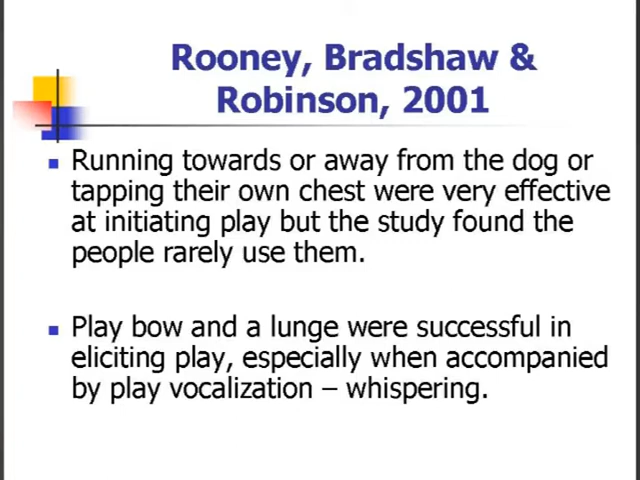 Rooney, Bradshaw &
Robinson, 2001
Running towards or away from the dog or
tapping their own chest were very effective
at initiating play but the study found the
people rarely use them.
Play bow and a lunge were successful in
eliciting play, especially when accompanied
by play vocalization – whispering.